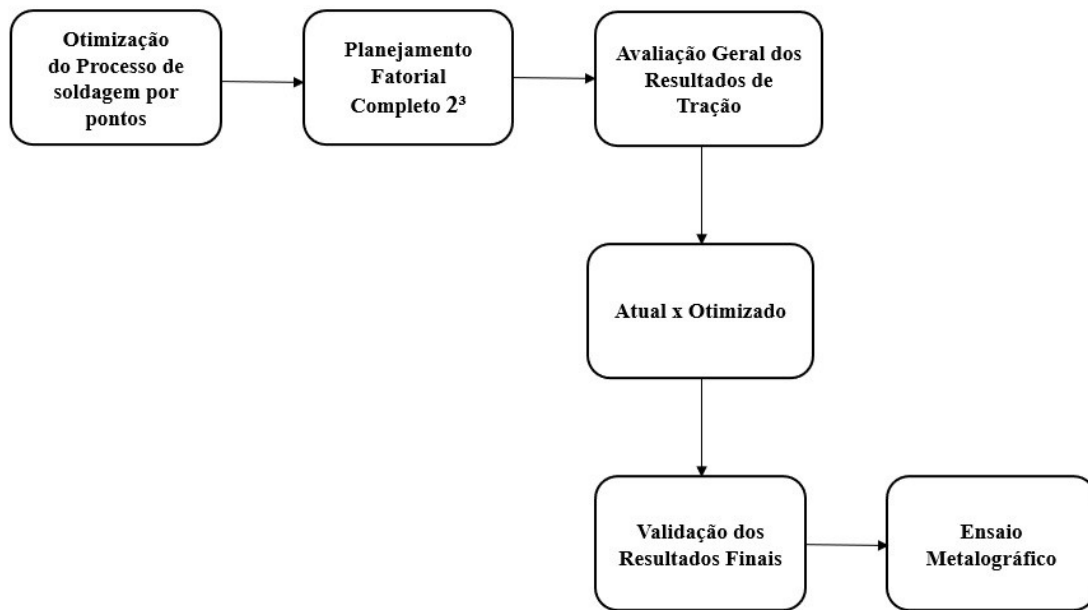 Otimização
do Processo de
soldagem por
pontos
Planejamento
Fatorial
Completo 2³
Avaliação Geral dos
Resultados de
Tração
Atual x Otimizado
Validação dos
Resultados Finais
Ensaio
Metalográfico